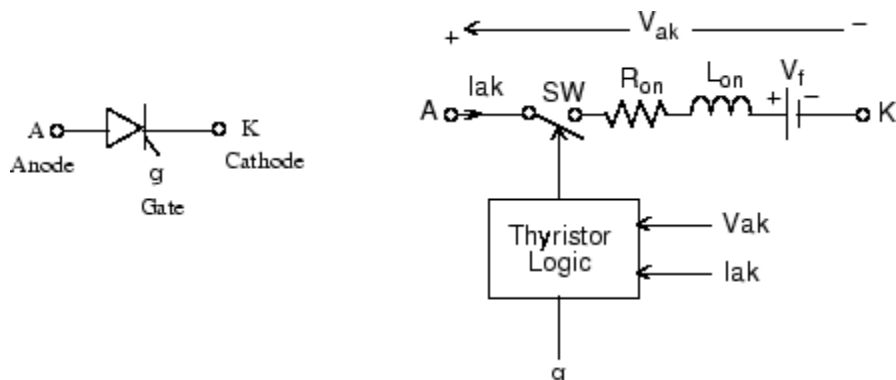 A
Anode
g
Gate
K
Cathode
+ Vak −
A Iak SW Ron Lon + Vf − K
Thyristor
Logic
Vak
Iak
g